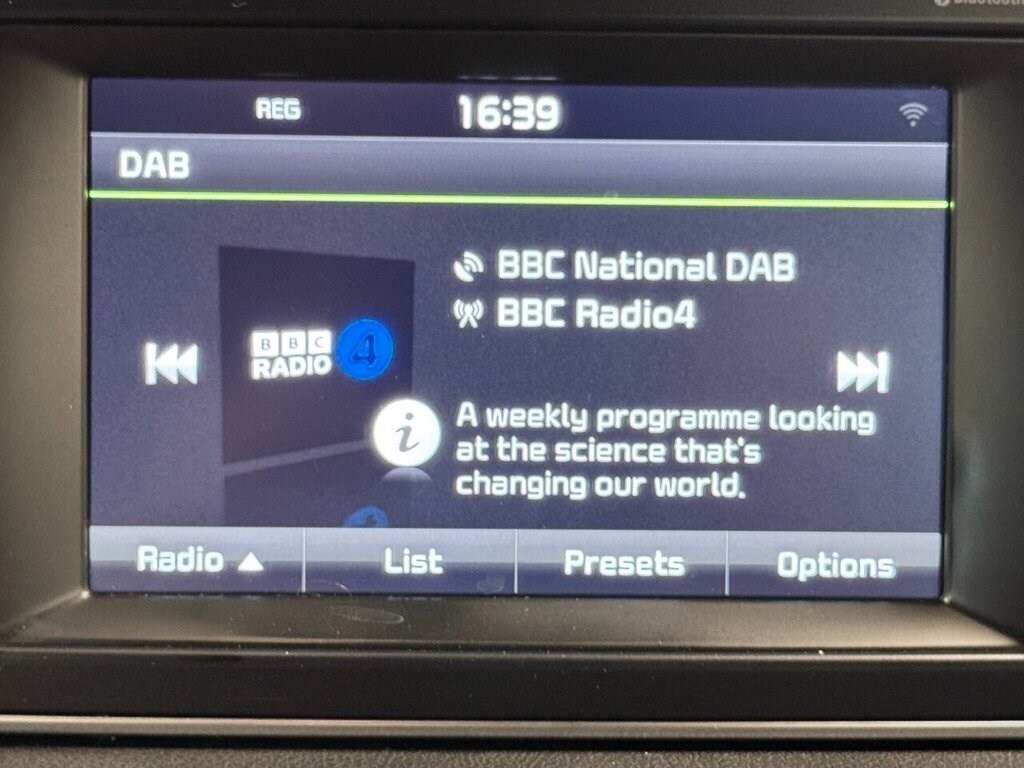 Bluetooth
REG 16:39
DAB
BBC National DAB
BBC Radio4
BBC
RADIO 4
i A weekly programme looking
at the science that's
changing our world.
Radio List Presets Options